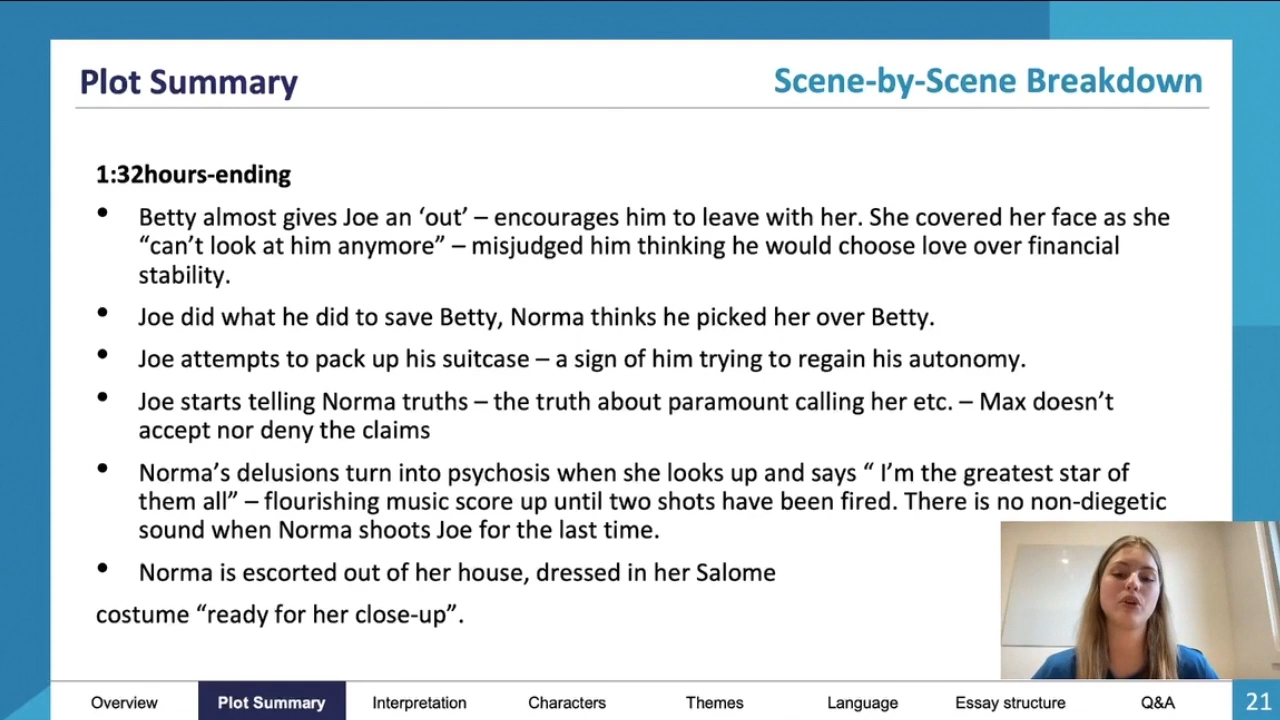 Plot Summary
Scene-by-Scene Breakdown
1:32hours-ending
• Betty almost gives Joe an ‘out’ – encourages him to leave with her. She covered her face as she
“can’t look at him anymore” – misjudged him thinking he would choose love over financial
stability.
• Joe did what he did to save Betty, Norma thinks he picked her over Betty.
• Joe attempts to pack up his suitcase – a sign of him trying to regain his autonomy.
• Joe starts telling Norma truths – the truth about paramount calling her etc. – Max doesn’t
accept nor deny the claims
• Norma’s delusions turn into psychosis when she looks up and says “ I’m the greatest star of
them all” – flourishing music score up until two shots have been fired. There is no non-diegetic
sound when Norma shoots Joe for the last time.
• Norma is escorted out of her house, dressed in her Salome
costume “ready for her close-up”.
Overview Plot Summary Interpretation Characters Themes Language Essay structure Q&A 21